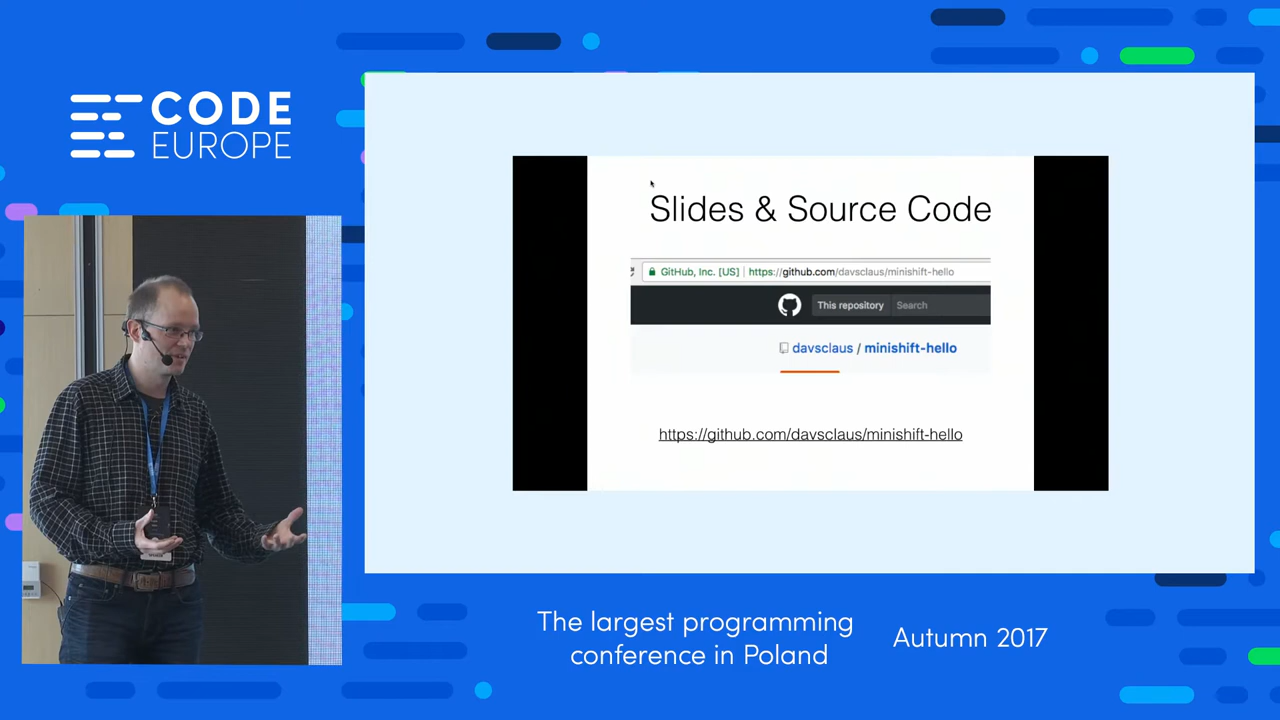 CODE
EUROPE
Slides & Source Code
GitHub, Inc. [US] | https://github.com/davsclaus/minishift-hello
This repository Search
davsclaus / minishift-hello
https://github.com/davsclaus/minishift-hello
The largest programming
conference in Poland
Autumn 2017